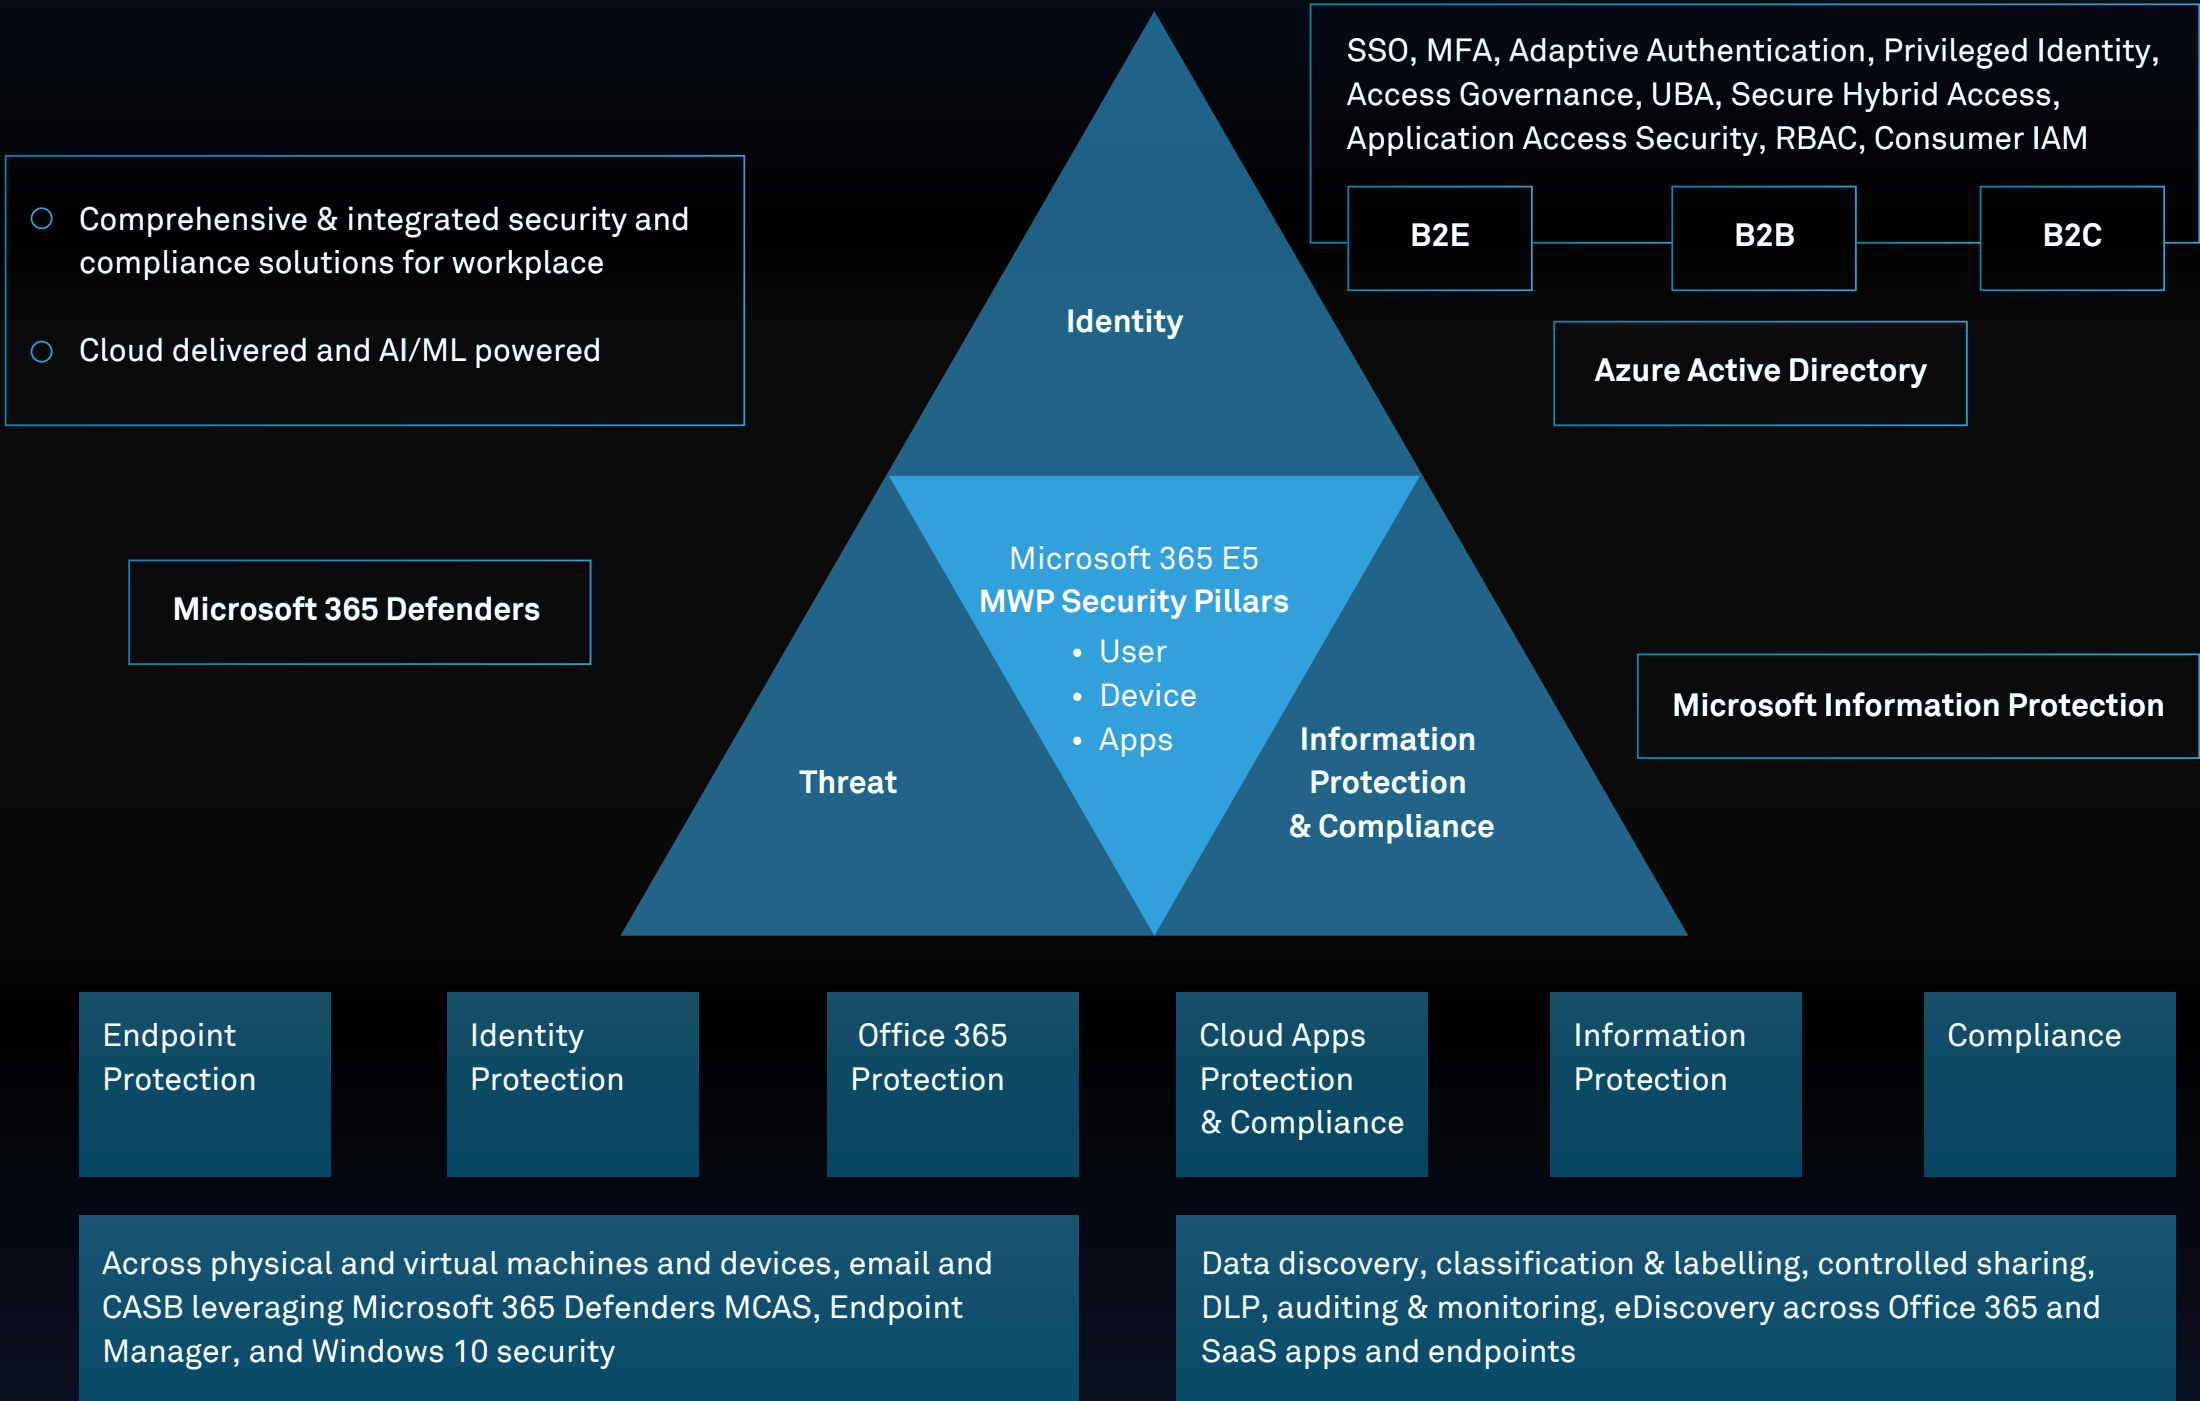 SSO, MFA, Adaptive Authentication, Privileged Identity,
Access Governance, UBA, Secure Hybrid Access,
Application Access Security, RBAC, Consumer IAM
B2E
B2B
B2C
Comprehensive & integrated security and
compliance solutions for workplace
Cloud delivered and AI/ML powered
Identity
Azure Active Directory
Microsoft 365 Defenders
Microsoft 365 E5
MWP Security Pillars
• User
• Device
• Apps
Microsoft Information Protection
Threat
Information
Protection
& Compliance
Endpoint
Protection
Identity
Protection
Office 365
Protection
Cloud Apps
Protection
& Compliance
Information
Protection
Compliance
Across physical and virtual machines and devices, email and
CASB leveraging Microsoft 365 Defenders MCAS, Endpoint
Manager, and Windows 10 security
Data discovery, classification & labelling, controlled sharing,
DLP, auditing & monitoring, eDiscovery across Office 365 and
SaaS apps and endpoints